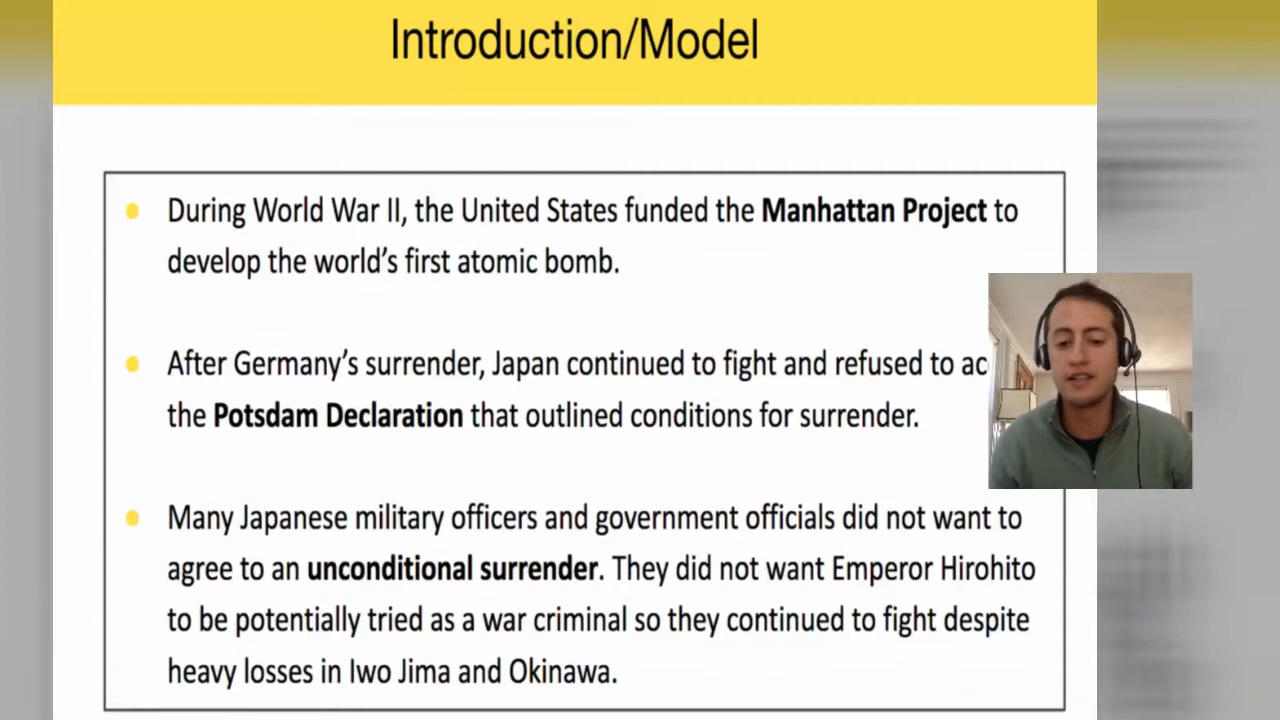 Introduction/Model
During World War II, the United States funded the Manhattan Project to
develop the world’s first atomic bomb.
After Germany’s surrender, Japan continued to fight and refused to
the Potsdam Declaration that outlined conditions for surrender.
Many Japanese military officers and government officials did not want to
agree to an unconditional surrender. They did not want Emperor Hirohito
to be potentially tried as a war criminal so they continued to fight despite
heavy losses in Iwo Jima and Okinawa.